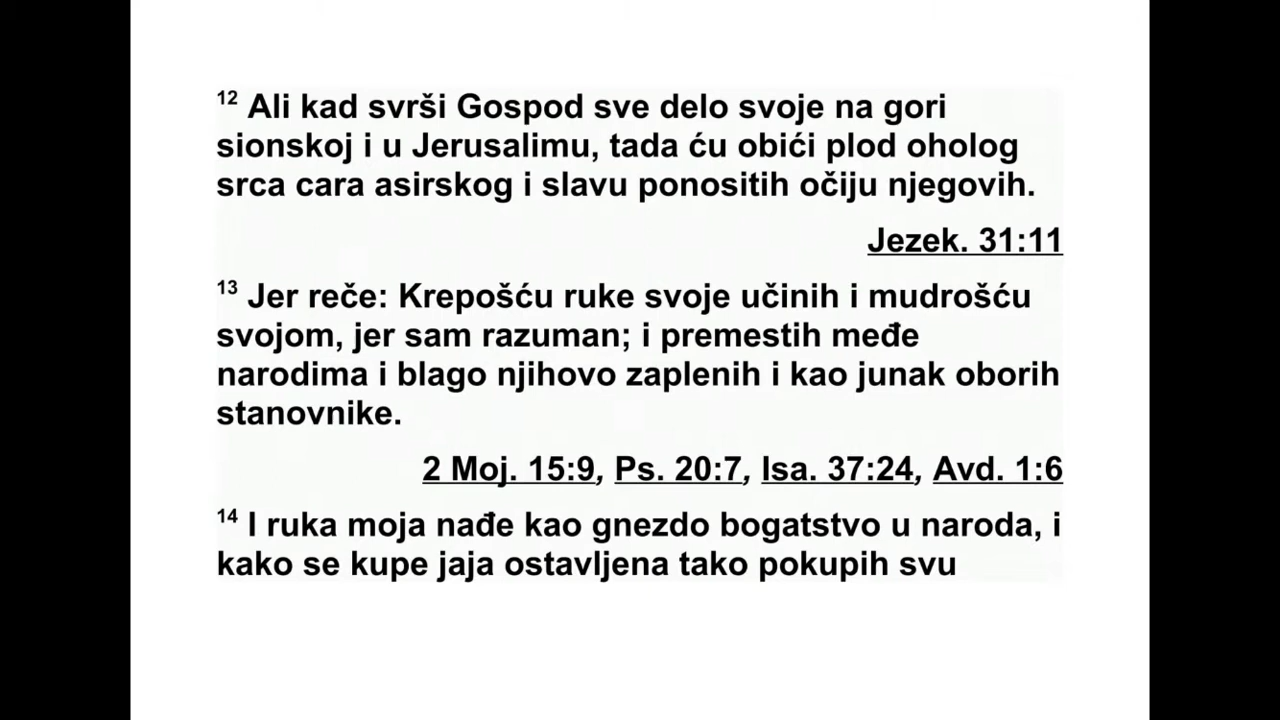 12 Ali kad svrši Gospod sve delo svoje na gori
sionskoj i u Jerusalimu, tada ću obići plod oholog
srca cara asirskog i slavu ponositih očiju njegovih.
Jezek. 31:11
13 Jer reče: Krepošću ruke svoje učinih i mudrošću
svojom, jer sam razuman; i premestih međe
narodima i blago njihovo zaplenih i kao junak oborih
stanovnike.
2 Moj. 15:9, Ps. 20:7, Isa. 37:24, Avd. 1:6
14 I ruka moja nađe kao gnezdo bogatstvo u naroda, i
kako se kupe jaja ostavljena tako pokupih svu